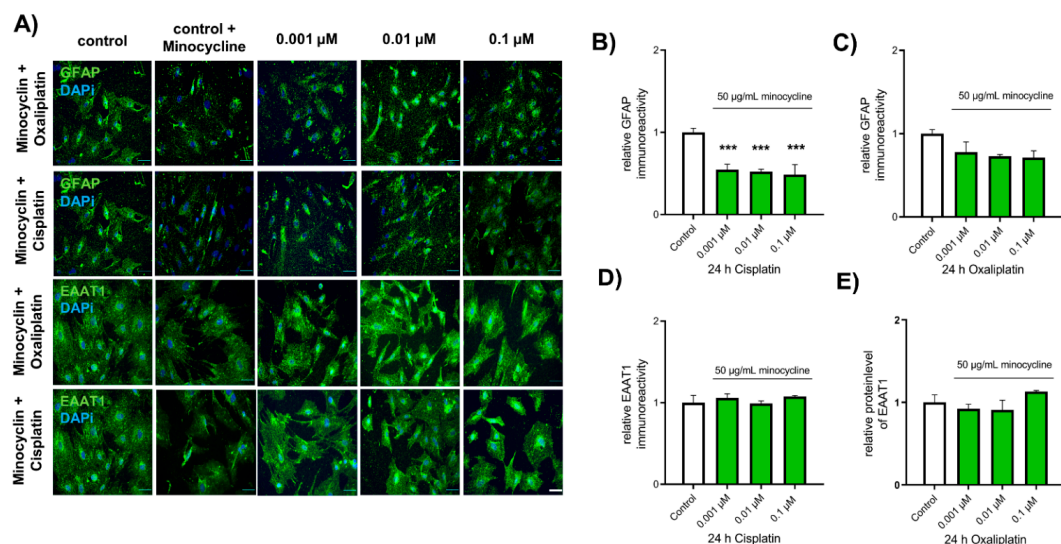 A)
control
control +
Minocycline
0.001 µM
0.01 µM
0.1 µM
Minocyclin +
Oxaliplatin
GFAP
DAPi
Minocyclin +
Cisplatin
GFAP
DAPi
Minocyclin +
Oxaliplatin
EAAT1
DAPi
Minocyclin +
Cisplatin
EAAT1
DAPi
B)
relative GFAP
immunoreactivity
2
1
0
50 µg/mL minocycline
*** *** ***
Control
0.001 µM
0.01 µM
0.1 µM
24 h Cisplatin
C)
relative GFAP
immunoreactivity
2
1
0
50 µg/mL minocycline
Control
0.001 µM
0.01 µM
0.1 µM
24 h Oxaliplatin
D)
relative EAAT1
immunoreactivity
2
1
0
50 µg/mL minocycline
Control
0.001 µM
0.01 µM
0.1 µM
24 h Cisplatin
E)
relative proteinlevel
of EAAT1
2
1
0
50 µg/mL minocycline
Control
0.001 µM
0.01 µM
0.1 µM
24 h Oxaliplatin